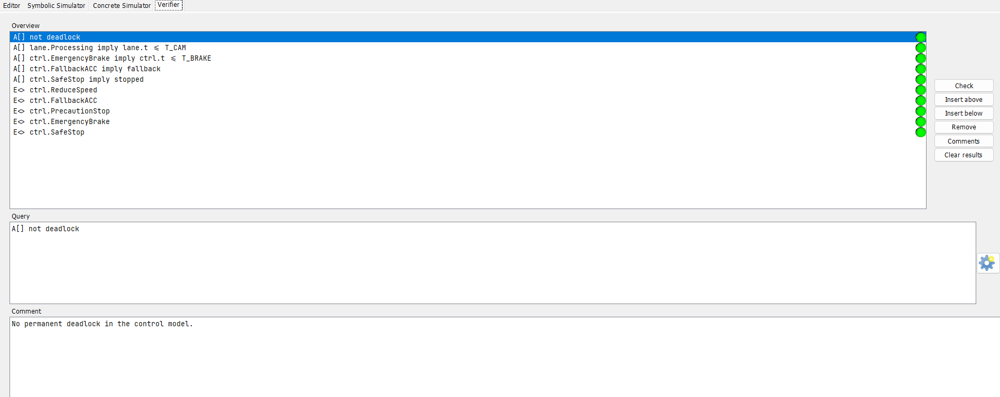 Editor Symbolic Simulator Concrete Simulator Verifier
Overview
A[] not deadlock
A[] lane.Processing imply lane.t ⩽ T_CAM
A[] ctrl.EmergencyBrake imply ctrl.t ⩽ T_BRAKE
A[] ctrl.FallbackACC imply fallback
A[] ctrl.SafeStop imply stopped
E<> ctrl.ReduceSpeed
E<> ctrl.FallbackACC
E<> ctrl.PrecautionStop
E<> ctrl.EmergencyBrake
E<> ctrl.SafeStop
Check
Insert above
Insert below
Remove
Comments
Clear results
Query
A[] not deadlock
Comment
No permanent deadlock in the control model.